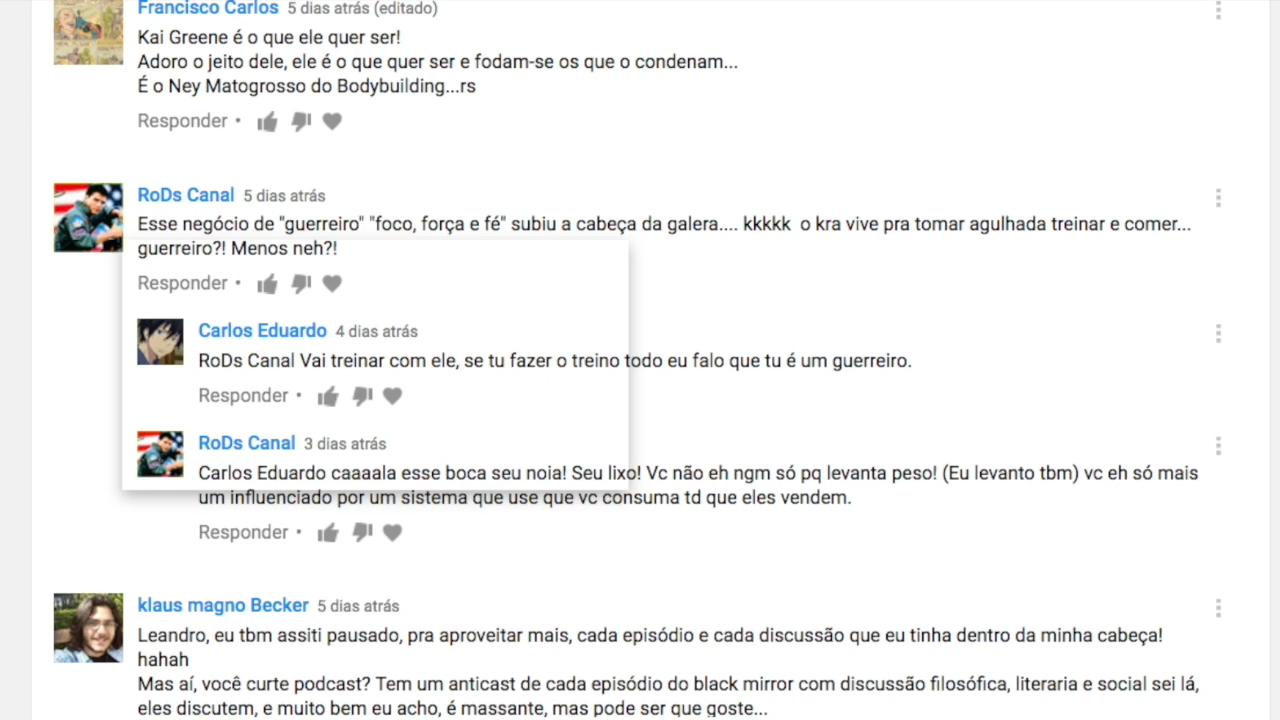 Francisco Carlos 5 dias atrás (editado)
Kai Greene é o que ele quer ser!
Adoro o jeito dele, ele é o que quer ser e fodam-se os que o condenam...
É o Ney Matogrosso do Bodybuilding...rs
Responder •
RoDs Canal 5 dias atrás
Esse negócio de "guerreiro" "foco, força e fé" subiu a cabeça da galera.... kkkkk o kra vive pra tomar agulhada treinar e comer...
guerreiro?! Menos neh?!
Responder •
Carlos Eduardo 4 dias atrás
RoDs Canal Vai treinar com ele, se tu fazer o treino todo eu falo que tu é um guerreiro.
Responder •
RoDs Canal 3 dias atrás
Carlos Eduardo caaaala esse boca seu noia! Seu lixo! Vc não eh ngm só pq levanta peso! (Eu levanto tbm) vc eh só mais
um influenciado por um sistema que use que vc consuma td que eles vendem.
Responder •
klaus magno Becker 5 dias atrás
Leandro, eu tbm assiti pausado, pra aproveitar mais, cada episódio e cada discussão que eu tinha dentro da minha cabeça!
hahah
Mas aí, você curte podcast? Tem um anticast de cada episódio do black mirror com discussão filosófica, literaria e social sei lá,
eles discutem, e muito bem eu acho, é massante, mas pode ser que goste...